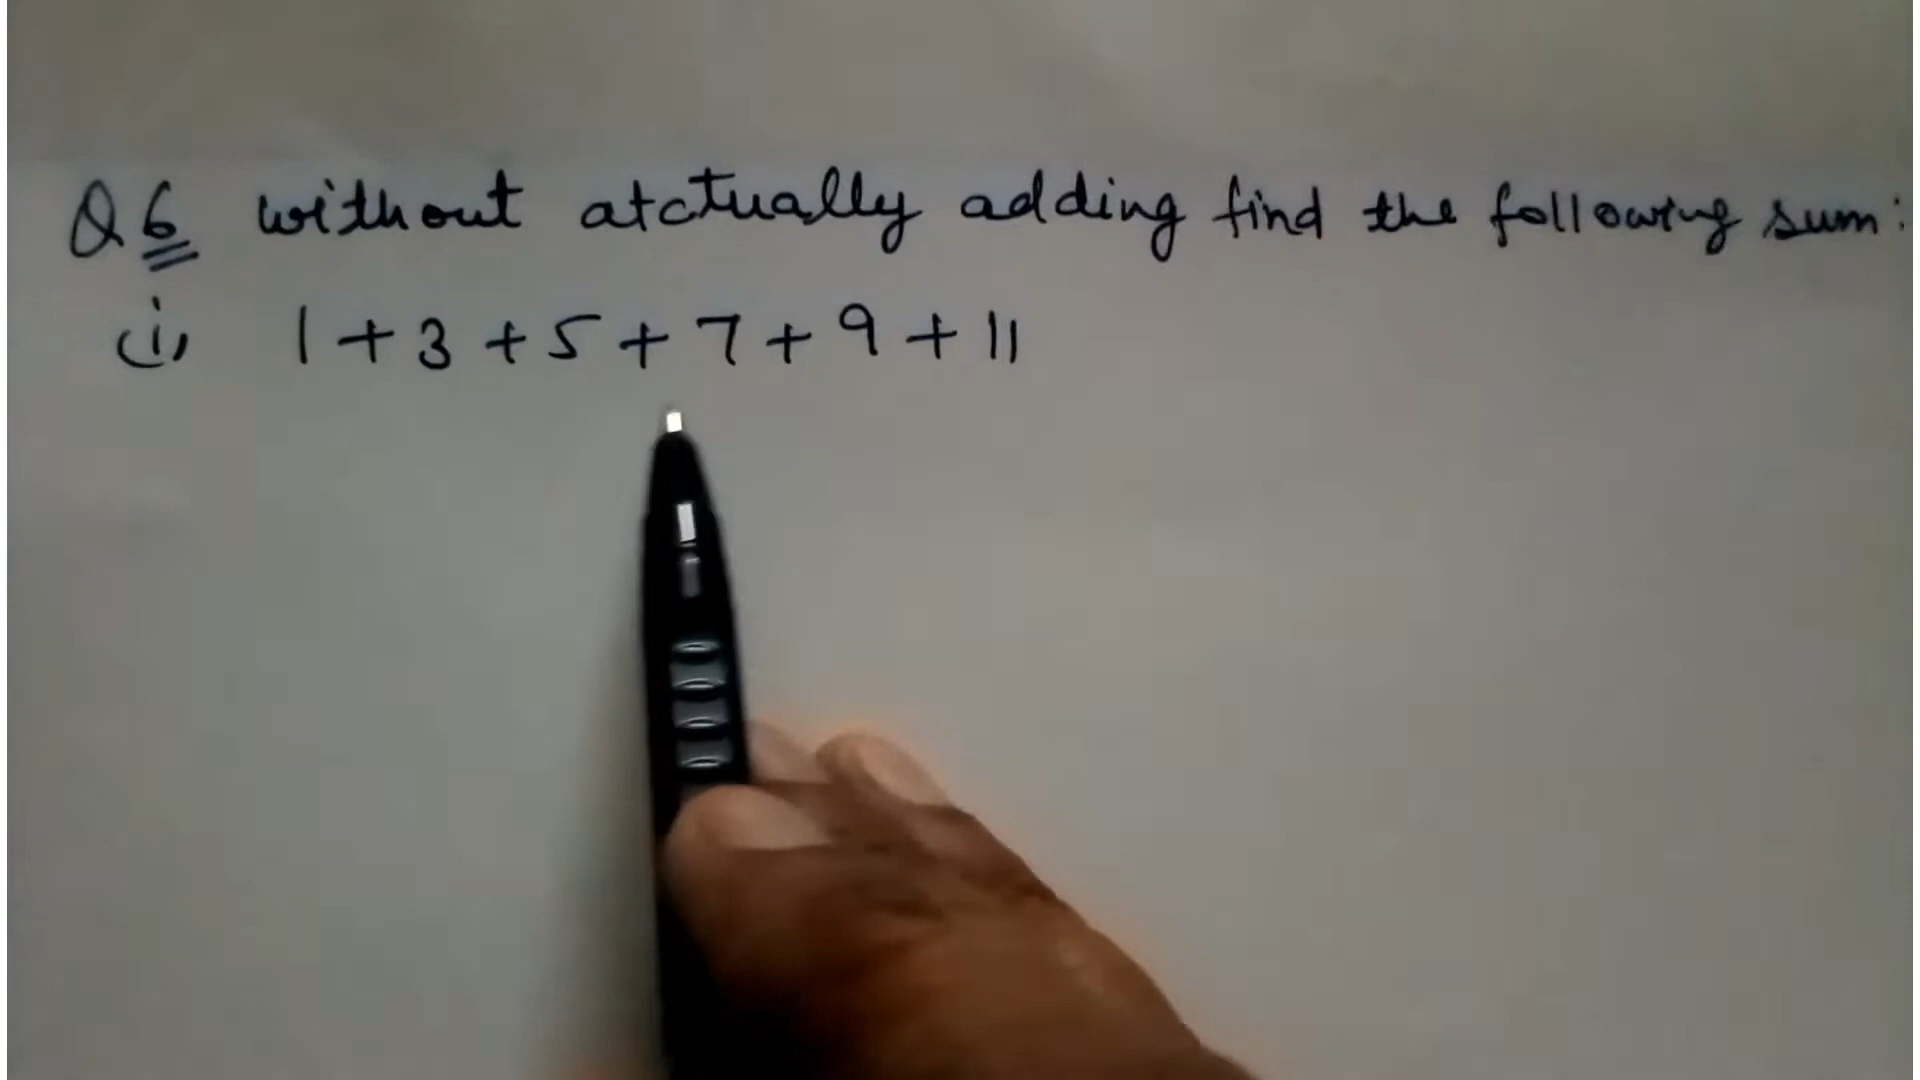 Q6 without atctually adding find the following sum:
(i) 1 + 3 + 5 + 7 + 9 + 11